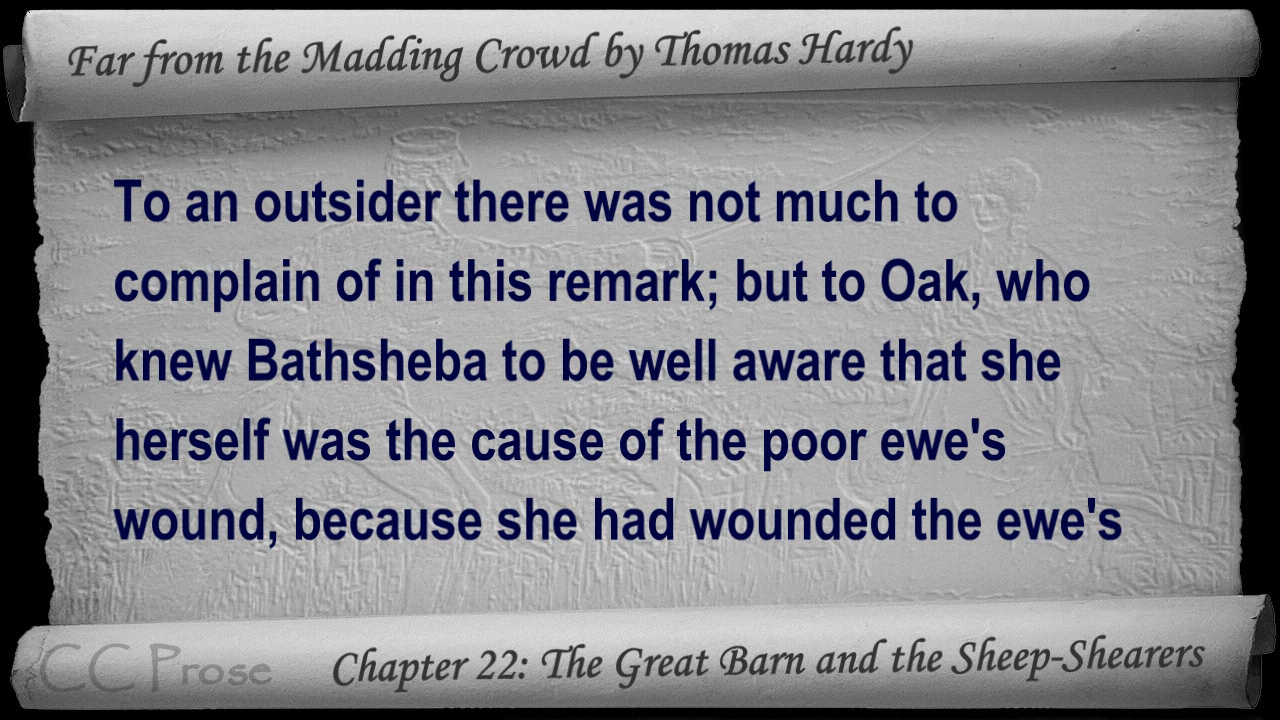 Far from the Madding Crowd by Thomas Hardy
To an outsider there was not much to
complain of in this remark; but to Oak, who
knew Bathsheba to be well aware that she
herself was the cause of the poor ewe's
wound, because she had wounded the ewe's
CC Prose
Chapter 22: The Great Barn and the Sheep-Shearers